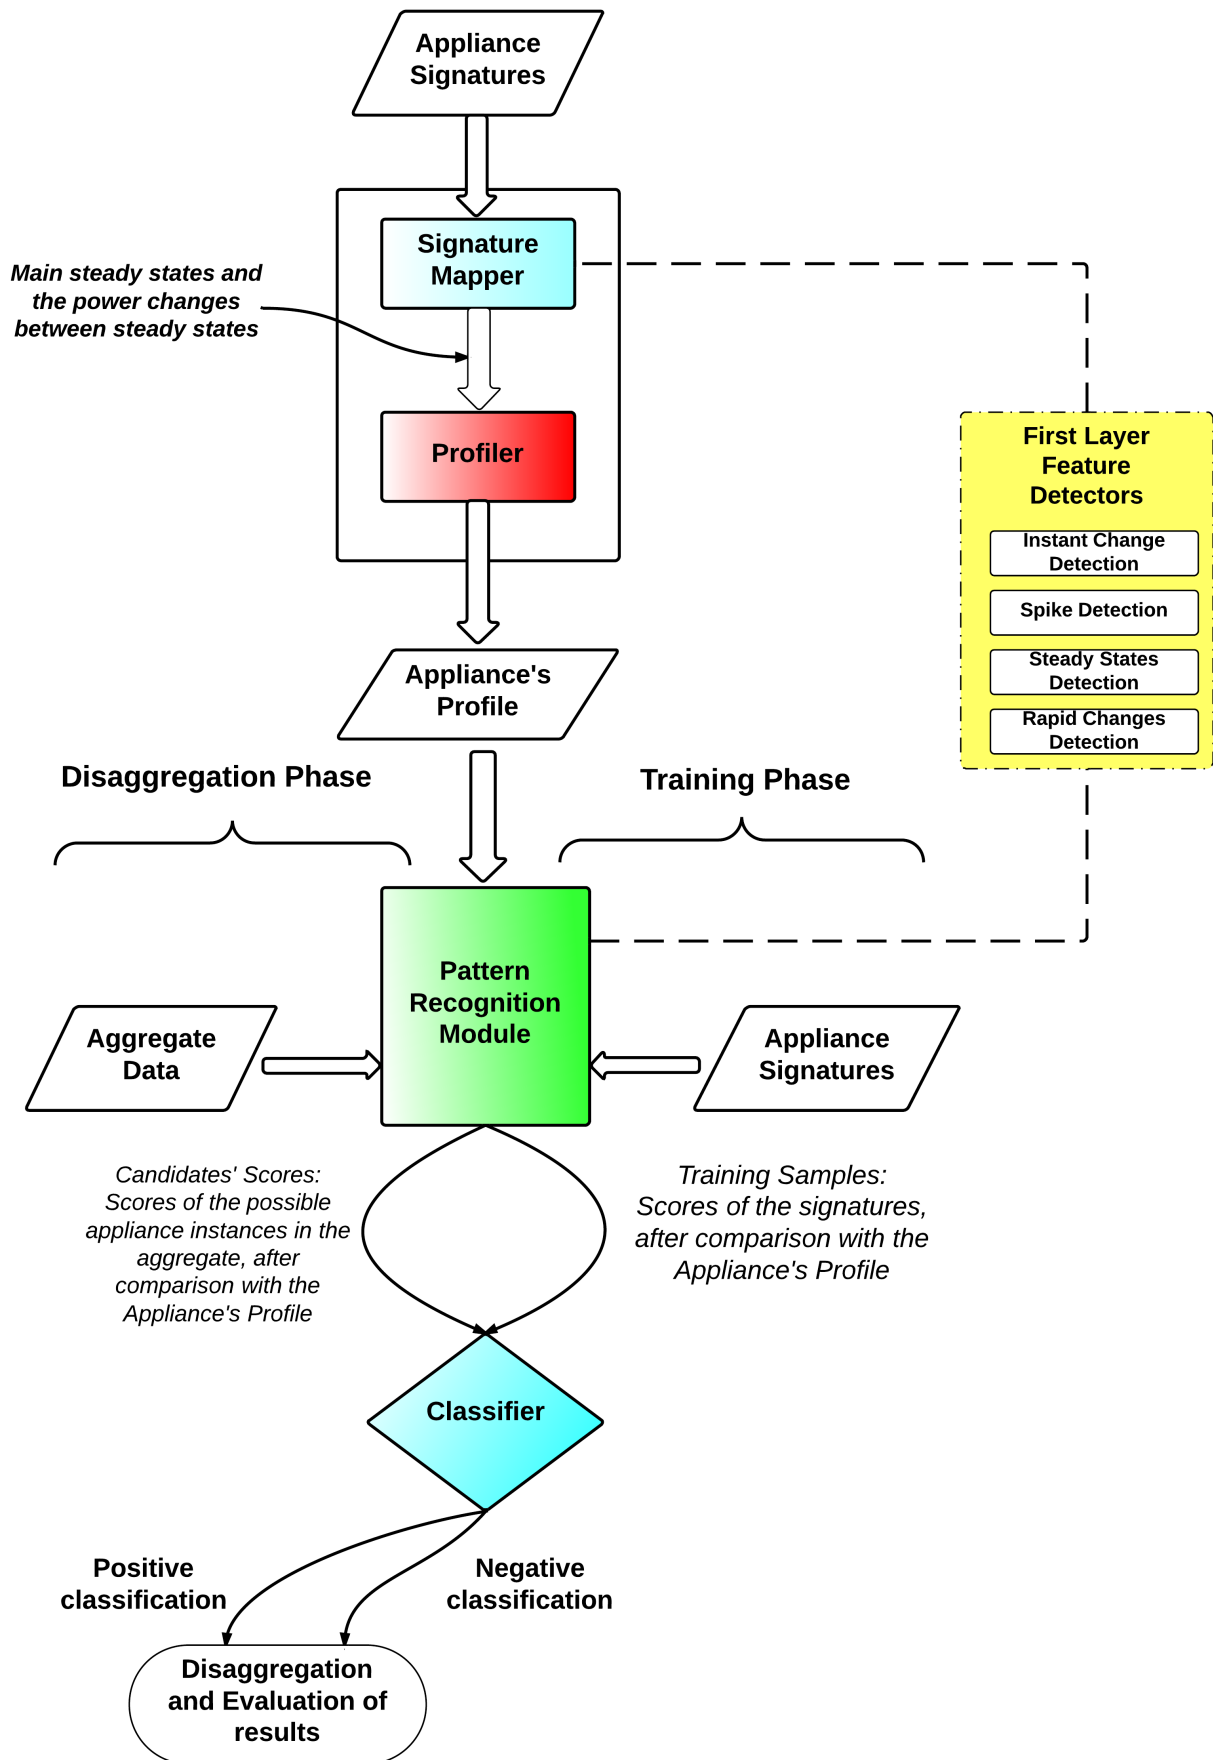 Appliance
Signatures
Signature
Mapper
Main steady states and
the power changes
between steady states
Profiler
First Layer
Feature
Detectors
Instant Change
Detection
Spike Detection
Steady States
Detection
Rapid Changes
Detection
Appliance's
Profile
Disaggregation Phase
Training Phase
Pattern
Recognition
Module
Aggregate
Data
Appliance
Signatures
Candidates' Scores:
Scores of the possible
appliance instances in the
aggregate, after
comparison with the
Appliance's Profile
Training Samples:
Scores of the signatures,
after comparison with the
Appliance's Profile
Classifier
Positive
classification
Negative
classification
Disaggregation
and Evaluation of
results